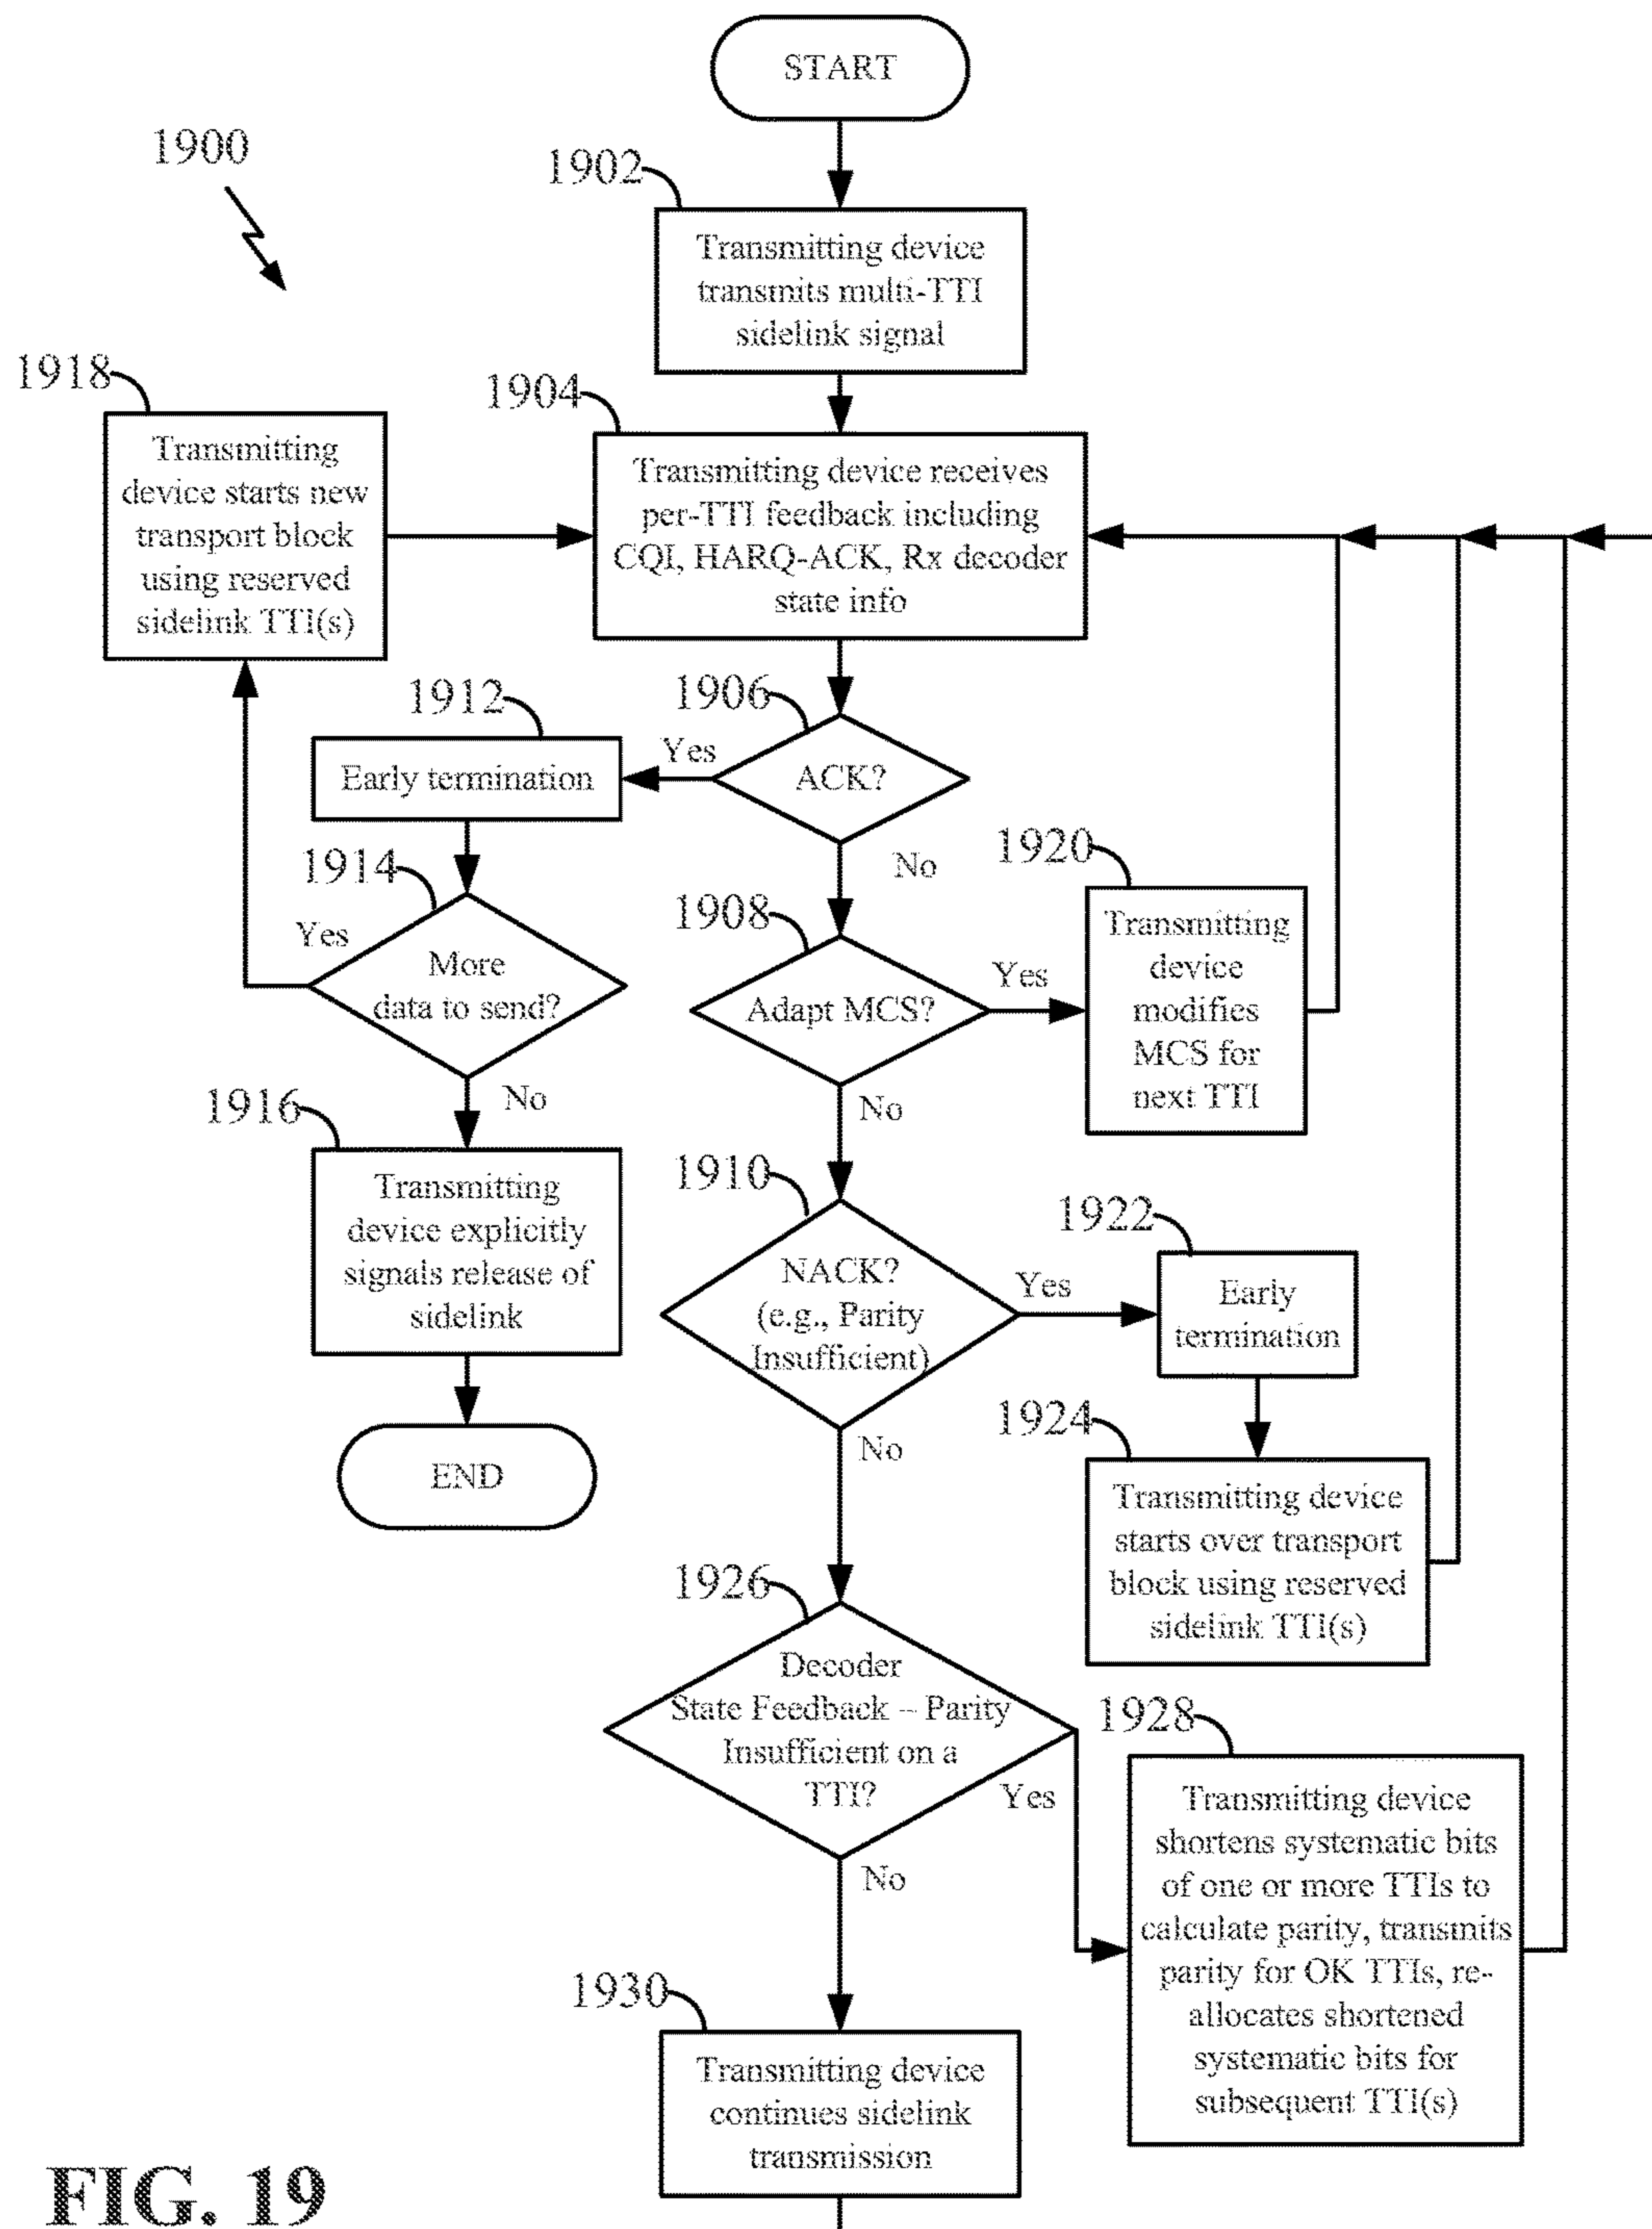 START
1900
1902
Transmitting device
transmits multi-TTI
sidelink signal
1918
Transmitting
device starts new
transport block
using reserved
sidelink TTI(s)
1904
Transmitting device receives
per-TTI feedback including
CQI, HARQ-ACK, Rx decoder
state info
1906
ACK?
Yes
No
1912
Early termination
1914
More
data to send?
Yes
No
1908
Adapt MCS?
Yes
No
1920
Transmitting
device
modifies
MCS for
next TTI
1916
Transmitting
device explicitly
signals release of
sidelink
END
1910
NACK?
(e.g., Parity
Insufficient)
Yes
No
1922
Early
termination
1924
Transmitting device
starts over transport
block using reserved
sidelink TTI(s)
1926
Decoder
State Feedback – Parity
Insufficient on a
TTI?
Yes
No
1928
Transmitting device
shortens systematic bits
of one or more TTIs to
calculate parity, transmits
parity for OK TTIs, re-
allocates shortened
systematic bits for
subsequent TTI(s)
1930
Transmitting device
continues sidelink
transmission
FIG. 19